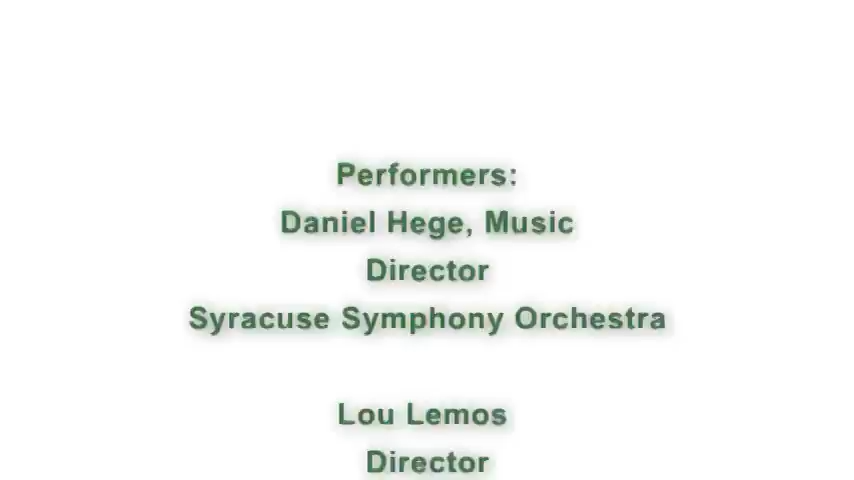 Performers:
Daniel Hege, Music
Director
Syracuse Symphony Orchestra
Lou Lemos
Director